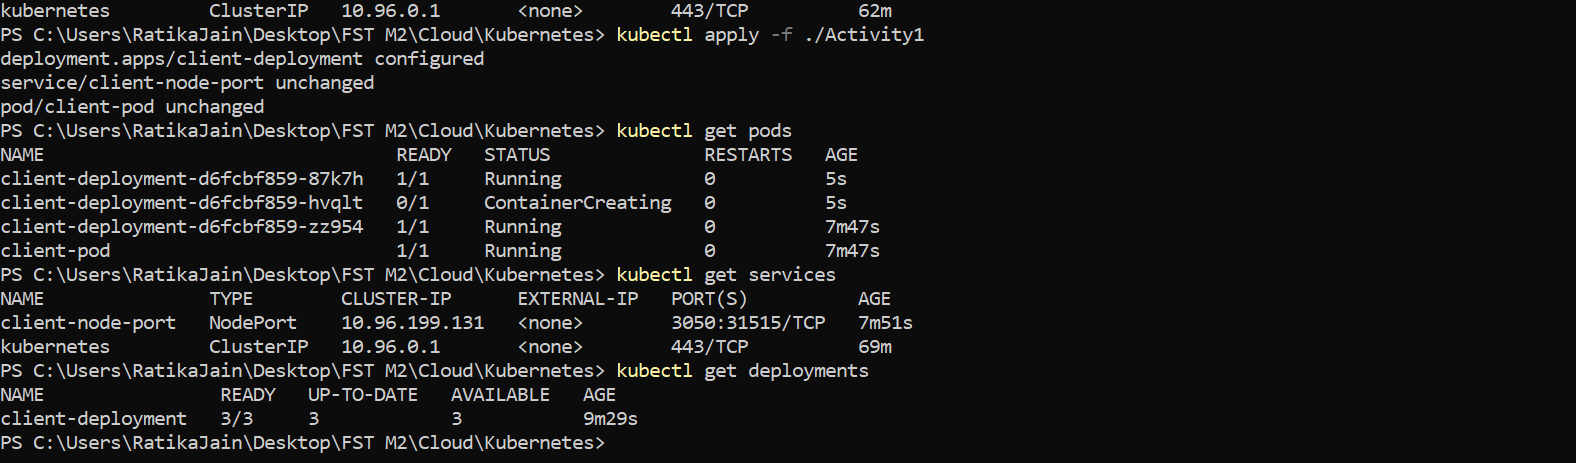 kubernetes         ClusterIP   10.96.0.1       <none>        443/TCP          62m
PS C:\Users\RatikaJain\Desktop\FST M2\Cloud\Kubernetes> kubectl apply -f ./Activity1
deployment.apps/client-deployment configured
service/client-node-port unchanged
pod/client-pod unchanged
PS C:\Users\RatikaJain\Desktop\FST M2\Cloud\Kubernetes> kubectl get pods
NAME                                READY   STATUS              RESTARTS   AGE
client-deployment-d6fcbf859-87k7h   1/1     Running             0          5s
client-deployment-d6fcbf859-hvqlt   0/1     ContainerCreating   0          5s
client-deployment-d6fcbf859-zz954   1/1     Running             0          7m47s
client-pod                          1/1     Running             0          7m47s
PS C:\Users\RatikaJain\Desktop\FST M2\Cloud\Kubernetes> kubectl get services
NAME               TYPE        CLUSTER-IP      EXTERNAL-IP   PORT(S)          AGE
client-node-port   NodePort    10.96.199.131   <none>        3050:31515/TCP   7m51s
kubernetes         ClusterIP   10.96.0.1       <none>        443/TCP          69m
PS C:\Users\RatikaJain\Desktop\FST M2\Cloud\Kubernetes> kubectl get deployments
NAME                READY   UP-TO-DATE   AVAILABLE   AGE
client-deployment   3/3     3            3           9m29s
PS C:\Users\RatikaJain\Desktop\FST M2\Cloud\Kubernetes>